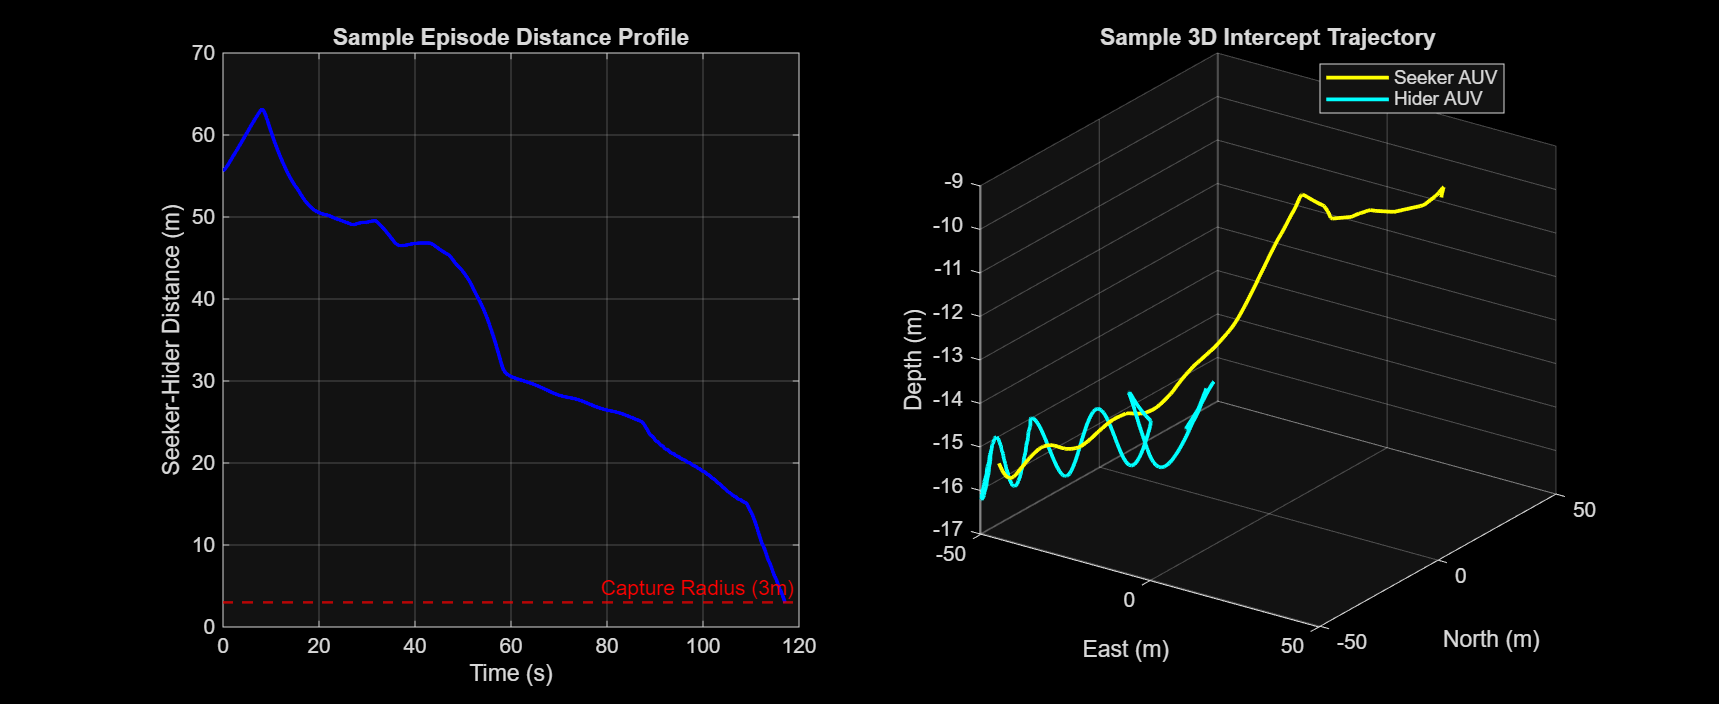 Sample Episode Distance Profile
70
60
50
40
30
20
10
0
Seeker-Hider Distance (m)
Capture Radius (3m)
0 20 40 60 80 100 120
Time (s)
Sample 3D Intercept Trajectory
Seeker AUV
Hider AUV
-9
-10
-11
-12
-13
-14
-15
-16
-17
Depth (m)
-50
0
50
East (m)
-50
0
50
North (m)